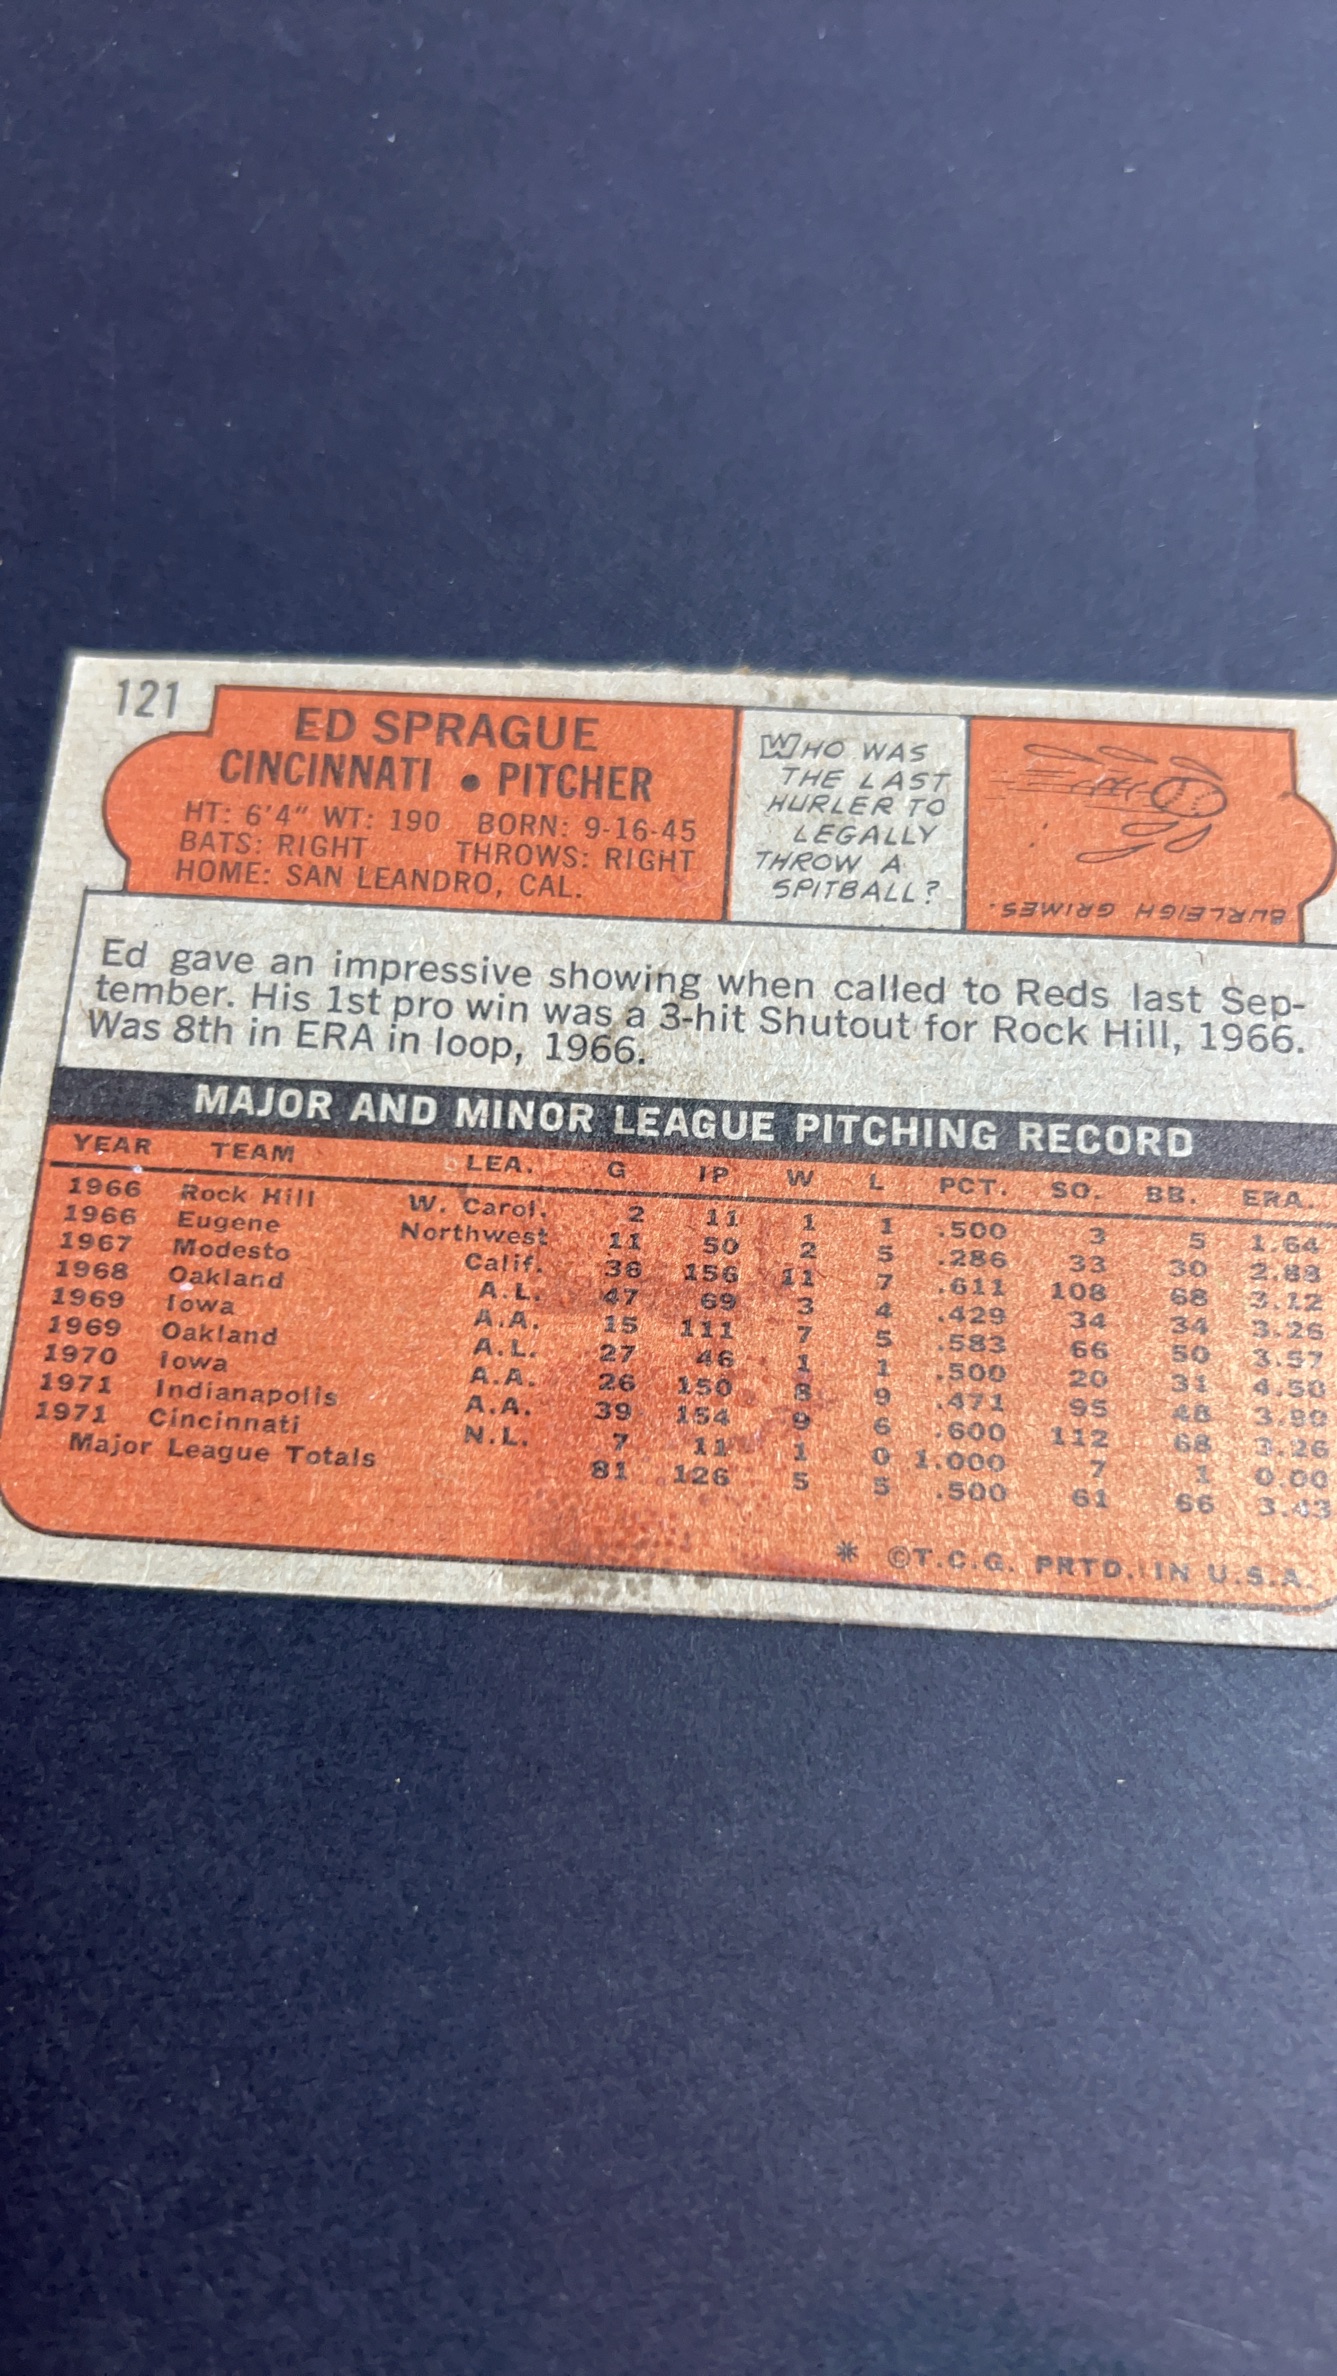 121
ED SPRAGUE
CINCINNATI • PITCHER
HT: 6'4" WT: 190 BORN: 9-16-45
BATS: RIGHT THROWS: RIGHT
HOME: SAN LEANDRO, CAL.
WHO WAS
THE LAST
HURLER TO
LEGALLY
THROW A
SPITBALL?
BURLEIGH GRIMES.
Ed gave an impressive showing when called to Reds last Sep-
tember. His 1st pro win was a 3-hit Shutout for Rock Hill, 1966.
Was 8th in ERA in loop, 1966.
MAJOR AND MINOR LEAGUE PITCHING RECORD
YEAR TEAM LEA. G IP W L PCT. SO. BB. ERA.
1966 Rock Hill W. Carol. 2 11 1 1 .500 3 5 1.64
1966 Eugene Northwest 11 50 2 5 .286 33 30 2.88
1967 Modesto Calif. 36 156 11 7 .611 108 68 3.12
1968 Oakland A.L. 47 69 3 4 .429 34 34 3.26
1969 Iowa A.A. 15 111 7 5 .583 66 50 3.57
1969 Oakland A.L. 27 46 1 1 .500 20 31 4.50
1970 Iowa A.A. 26 150 8 9 .471 95 48 3.90
1971 Indianapolis A.A. 39 154 9 6 .600 112 68 3.26
1971 Cincinnati N.L. 7 11 1 0 1.000 7 1 0.00
Major League Totals 81 126 5 5 .500 61 66 3.43
* ©T.C.G. PRTD. IN U.S.A.